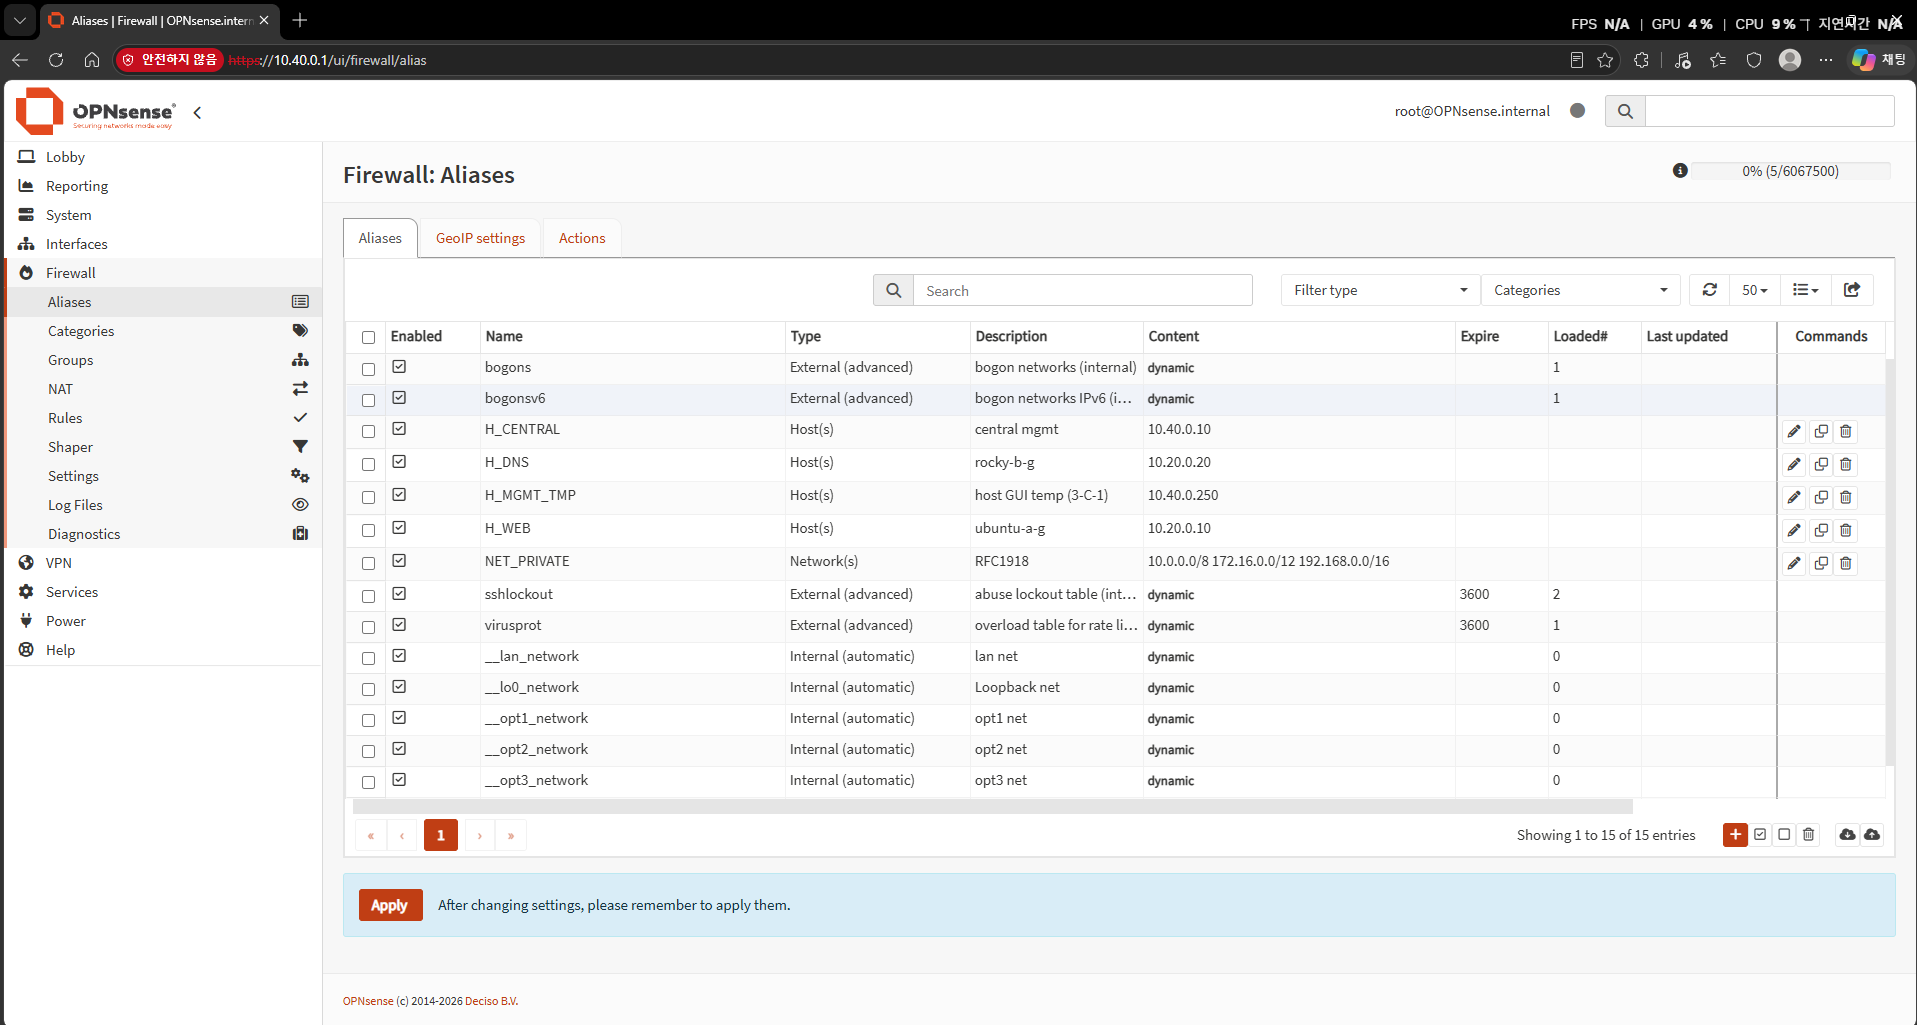 Aliases | Firewall | OPNsense.intern
FPS N/A | GPU 4 % | CPU 9 % 지연시간 N/A
안전하지 않음 https://10.40.0.1/ui/firewall/alias 채팅
OPNsense®
Securing networks made easy
root@OPNsense.internal
Lobby
Reporting
System
Interfaces
Firewall
Aliases
Categories
Groups
NAT
Rules
Shaper
Settings
Log Files
Diagnostics
VPN
Services
Power
Help
Firewall: Aliases
0% (5/6067500)
Aliases GeoIP settings Actions
Search Filter type Categories 50
Enabled Name Type Description Content Expire Loaded# Last updated Commands
bogons External (advanced) bogon networks (internal) dynamic 1
bogonsv6 External (advanced) bogon networks IPv6 (i... dynamic 1
H_CENTRAL Host(s) central mgmt 10.40.0.10
H_DNS Host(s) rocky-b-g 10.20.0.20
H_MGMT_TMP Host(s) host GUI temp (3-C-1) 10.40.0.250
H_WEB Host(s) ubuntu-a-g 10.20.0.10
NET_PRIVATE Network(s) RFC1918 10.0.0.0/8 172.16.0.0/12 192.168.0.0/16
sshlockout External (advanced) abuse lockout table (int... dynamic 3600 2
virusprot External (advanced) overload table for rate li... dynamic 3600 1
__lan_network Internal (automatic) lan net dynamic 0
__lo0_network Internal (automatic) Loopback net dynamic 0
__opt1_network Internal (automatic) opt1 net dynamic 0
__opt2_network Internal (automatic) opt2 net dynamic 0
__opt3_network Internal (automatic) opt3 net dynamic 0
« ‹ 1 › »
Showing 1 to 15 of 15 entries
Apply After changing settings, please remember to apply them.
OPNsense (c) 2014-2026 Deciso B.V.